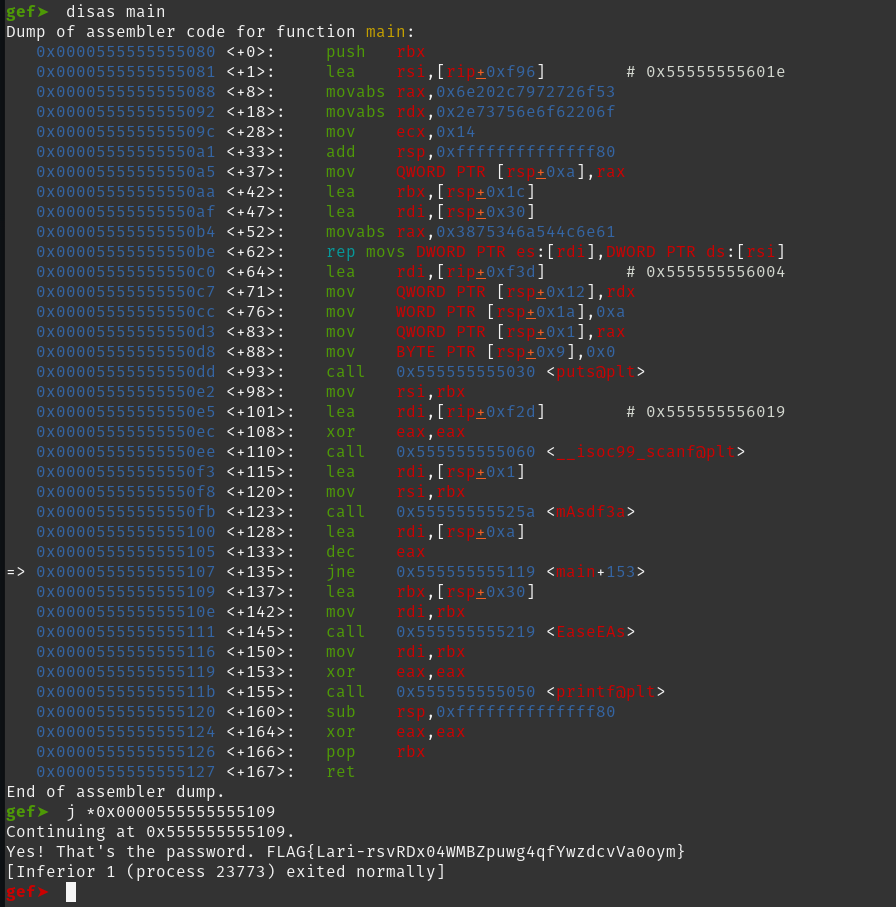 gef➤  disas main
Dump of assembler code for function main:
   0x0000555555555080 <+0>:     push   rbx
   0x0000555555555081 <+1>:     lea    rsi,[rip+0xf96]        # 0x55555555601e
   0x0000555555555088 <+8>:     movabs rax,0x6e202c7972726f53
   0x0000555555555092 <+18>:    movabs rdx,0x2e73756e6f62206f
   0x000055555555509c <+28>:    mov    ecx,0x14
   0x00005555555550a1 <+33>:    add    rsp,0xffffffffffffff80
   0x00005555555550a5 <+37>:    mov    QWORD PTR [rsp+0xa],rax
   0x00005555555550aa <+42>:    lea    rbx,[rsp+0x1c]
   0x00005555555550af <+47>:    lea    rdi,[rsp+0x30]
   0x00005555555550b4 <+52>:    movabs rax,0x3875346a544c6e61
   0x00005555555550be <+62>:    rep movs DWORD PTR es:[rdi],DWORD PTR ds:[rsi]
   0x00005555555550c0 <+64>:    lea    rdi,[rip+0xf3d]        # 0x555555556004
   0x00005555555550c7 <+71>:    mov    QWORD PTR [rsp+0x12],rdx
   0x00005555555550cc <+76>:    mov    WORD PTR [rsp+0x1a],0xa
   0x00005555555550d3 <+83>:    mov    QWORD PTR [rsp+0x1],rax
   0x00005555555550d8 <+88>:    mov    BYTE PTR [rsp+0x9],0x0
   0x00005555555550dd <+93>:    call   0x555555555030 <puts@plt>
   0x00005555555550e2 <+98>:    mov    rsi,rbx
   0x00005555555550e5 <+101>:   lea    rdi,[rip+0xf2d]        # 0x555555556019
   0x00005555555550ec <+108>:   xor    eax,eax
   0x00005555555550ee <+110>:   call   0x555555555060 <__isoc99_scanf@plt>
   0x00005555555550f3 <+115>:   lea    rdi,[rsp+0x1]
   0x00005555555550f8 <+120>:   mov    rsi,rbx
   0x00005555555550fb <+123>:   call   0x55555555525a <mAsdf3a>
   0x0000555555555100 <+128>:   lea    rdi,[rsp+0xa]
   0x0000555555555105 <+133>:   dec    eax
=> 0x0000555555555107 <+135>:   jne    0x555555555119 <main+153>
   0x0000555555555109 <+137>:   lea    rbx,[rsp+0x30]
   0x000055555555510e <+142>:   mov    rdi,rbx
   0x0000555555555111 <+145>:   call   0x555555555219 <EaseEAs>
   0x0000555555555116 <+150>:   mov    rdi,rbx
   0x0000555555555119 <+153>:   xor    eax,eax
   0x000055555555511b <+155>:   call   0x555555555050 <printf@plt>
   0x0000555555555120 <+160>:   sub    rsp,0xffffffffffffff80
   0x0000555555555124 <+164>:   xor    eax,eax
   0x0000555555555126 <+166>:   pop    rbx
   0x0000555555555127 <+167>:   ret
End of assembler dump.
gef➤  j *0x0000555555555109
Continuing at 0x555555555109.
Yes! That's the password. FLAG{Lari-rsvRDx04WMBZpuwg4qfYwzdcvVa0oym}
[Inferior 1 (process 23773) exited normally]
gef➤